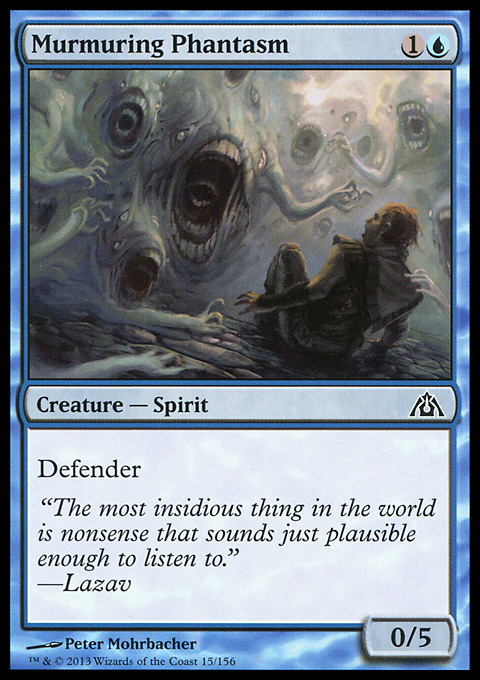 Murmuring Phantasm 1
Creature — Spirit
Defender
“The most insidious thing in the world
is nonsense that sounds just plausible
enough to listen to.”
—Lazav
0/5
Peter Mohrbacher
™ & © 2013 Wizards of the Coast 15/156